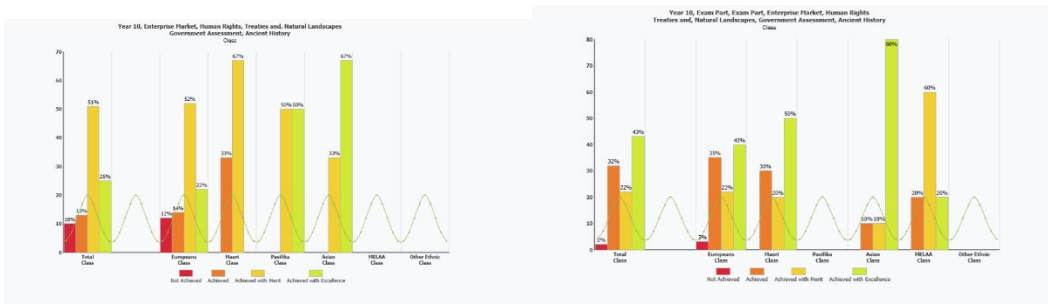 Year 10, Enterprise Market, Human Rights, Treaties and, Natural Landscapes
Government Assessment, Ancient History
Class
70
60
50
40
30
20
10
0
10%
13%
51%
25%
12%
14%
52%
22%
33%
67%
50%
50%
33%
67%
Total
Class
Europeans
Class
Maori
Class
Pasifika
Class
Asian
Class
MELAA
Class
Other Ethnic
Class
Not Achieved
Achieved
Achieved with Merit
Achieved with Excellence
Year 10, Exam Part, Exam Part, Enterprise Market, Human Rights
Treaties and, Natural Landscapes, Government Assessment, Ancient History
Class
80
70
60
50
40
30
20
10
0
2%
32%
22%
43%
3%
35%
22%
40%
30%
20%
50%
10%
10%
80%
20%
60%
20%
Total
Class
Europeans
Class
Maori
Class
Pasifika
Class
Asian
Class
MELAA
Class
Other Ethnic
Class
Not Achieved
Achieved
Achieved with Merit
Achieved with Excellence